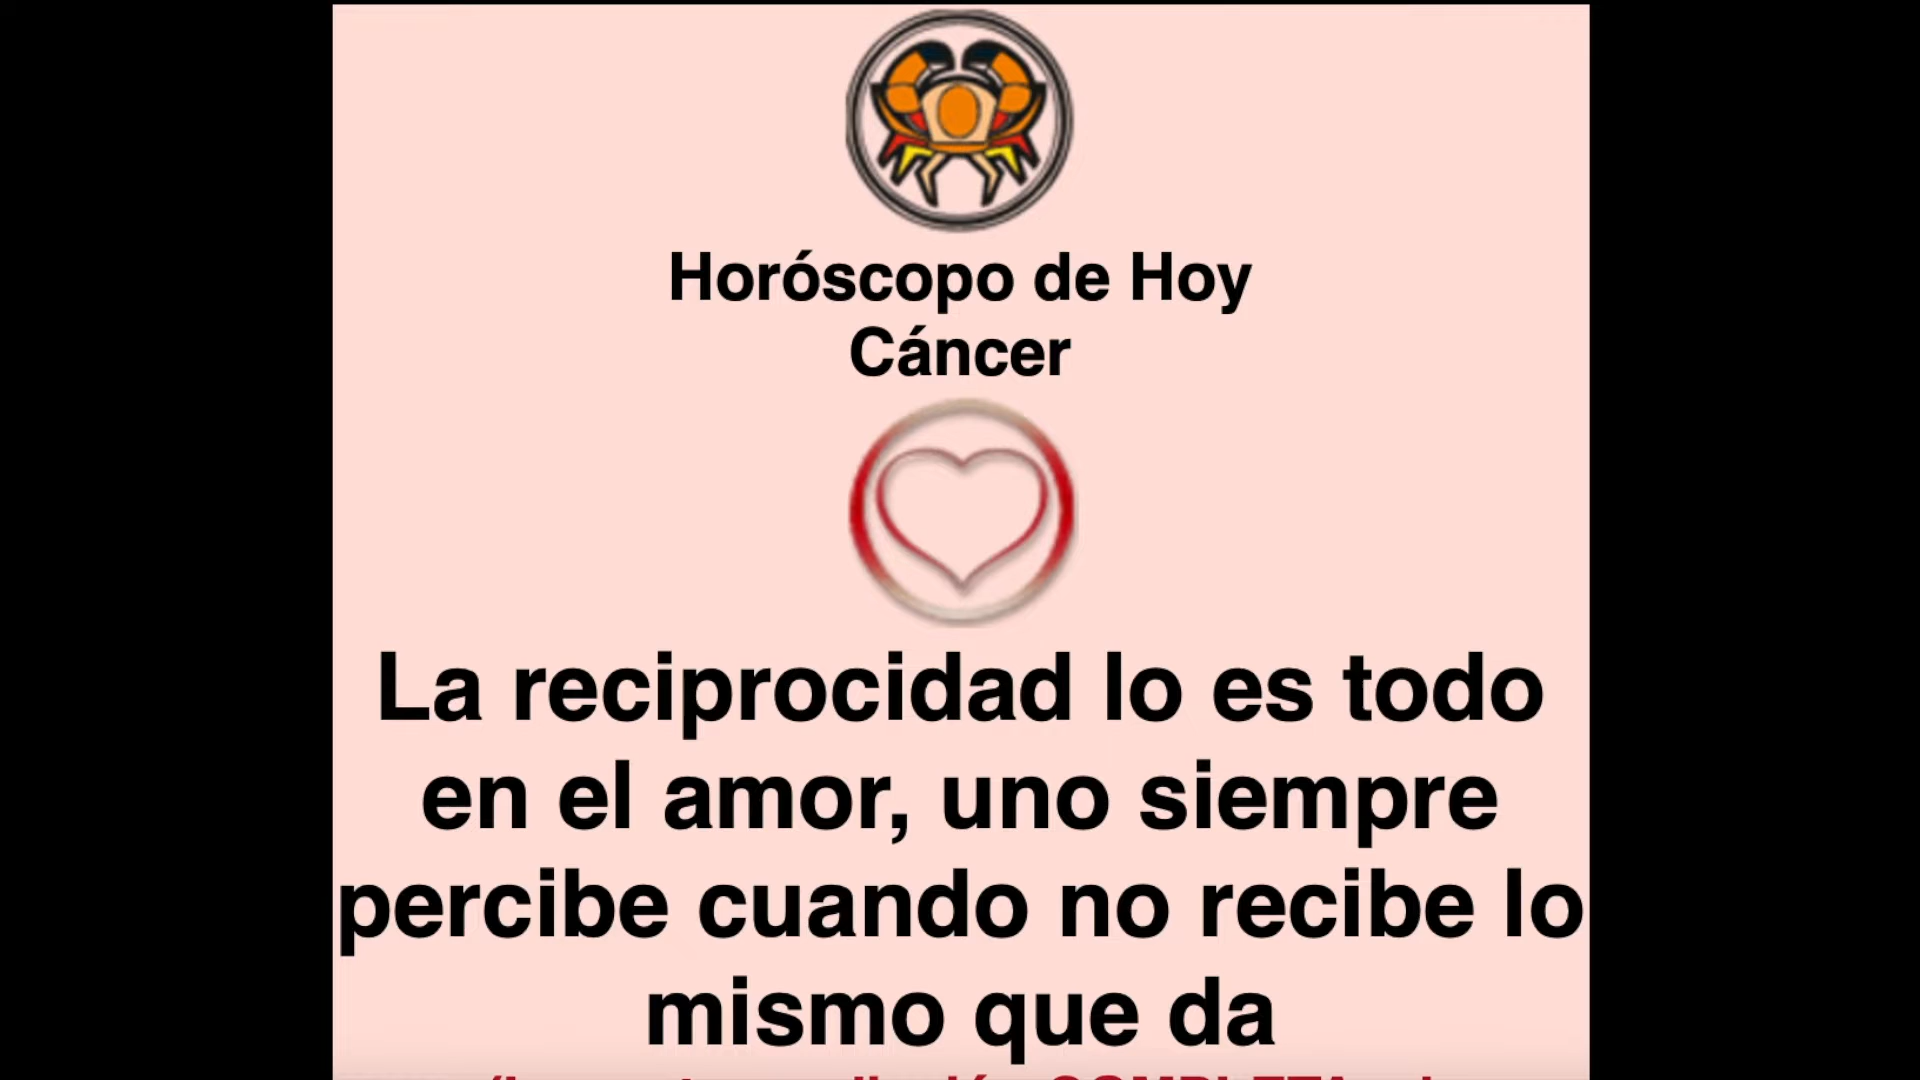 Horóscopo de Hoy
Cáncer
La reciprocidad lo es todo
en el amor, uno siempre
percibe cuando no recibe lo
mismo que da